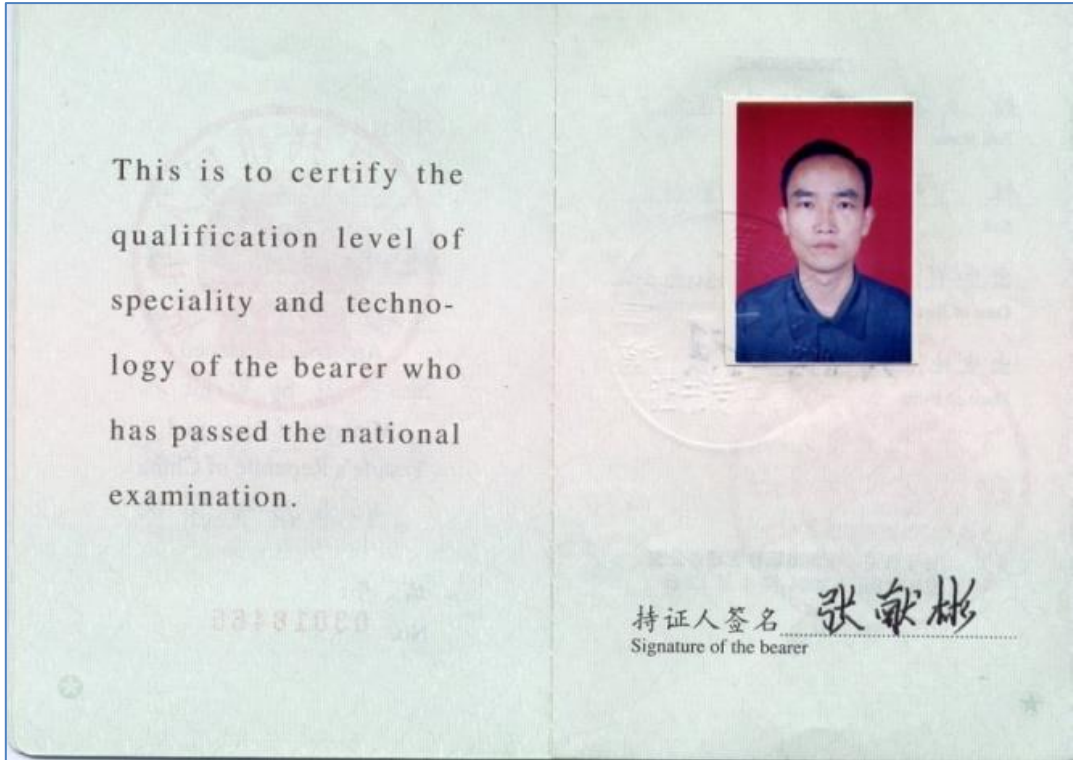 This is to certify the
qualification level of
speciality and techno-
logy of the bearer who
has passed the national
examination.
持证人签名 张献彬
Signature of the bearer